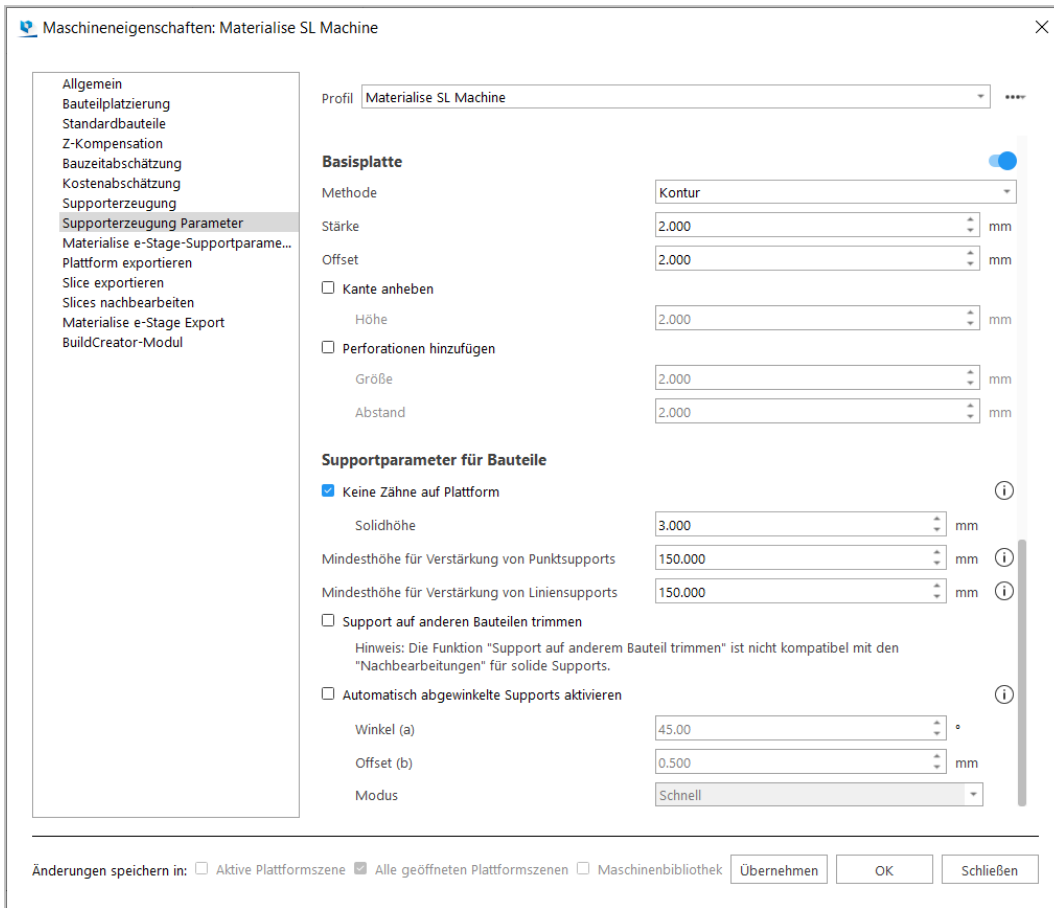 Maschineneigenschaften: Materialise SL Machine
Allgemein
Bauteilplatzierung
Standardbauteile
Z-Kompensation
Bauzeitabschätzung
Kostenabschätzung
Supporterzeugung
Supporterzeugung Parameter
Materialise e-Stage-Supportparame...
Plattform exportieren
Slice exportieren
Slices nachbearbeiten
Materialise e-Stage Export
BuildCreator-Modul
Profil Materialise SL Machine
Basisplatte
Methode Kontur
Stärke 2.000 mm
Offset 2.000 mm
Kante anheben
Höhe 2.000 mm
Perforationen hinzufügen
Größe 2.000 mm
Abstand 2.000 mm
Supportparameter für Bauteile
Keine Zähne auf Plattform
Solidhöhe 3.000 mm
Mindesthöhe für Verstärkung von Punktsupports 150.000 mm
Mindesthöhe für Verstärkung von Liniensupports 150.000 mm
Support auf anderen Bauteilen trimmen
Hinweis: Die Funktion "Support auf anderem Bauteil trimmen" ist nicht kompatibel mit den
"Nachbearbeitungen" für solide Supports.
Automatisch abgewinkelte Supports aktivieren
Winkel (a) 45.00 °
Offset (b) 0.500 mm
Modus Schnell
Änderungen speichern in: Aktive Plattformszene Alle geöffneten Plattformszenen Maschinenbibliothek Übernehmen OK Schließen